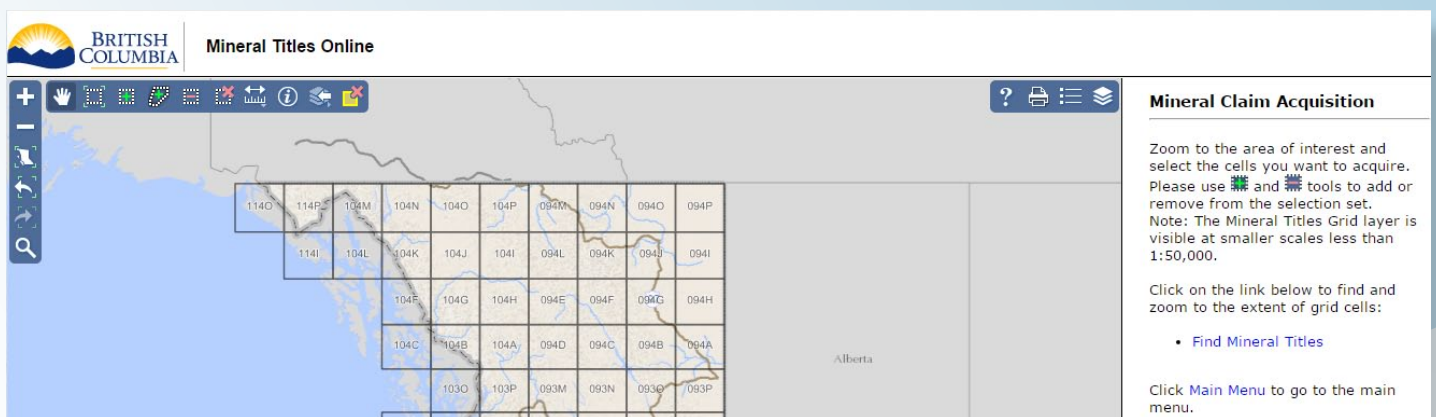 BRITISH
COLUMBIA
Mineral Titles Online
Mineral Claim Acquisition
Zoom to the area of interest and
select the cells you want to acquire.
Please use and tools to add or
remove from the selection set.
Note: The Mineral Titles Grid layer is
visible at smaller scales less than
1:50,000.
Click on the link below to find and
zoom to the extent of grid cells:
• Find Mineral Titles
Click Main Menu to go to the main
menu.
114O 114P 104M 104N 104O 104P 094M 094N 094O 094P
114I 104L 104K 104J 104I 094L 094K 094J 094I
104F 104G 104H 094E 094F 094G 094H
104C 104B 104A 094D 094C 094B 094A
Alberta
103O 103P 093M 093N 093O 093P